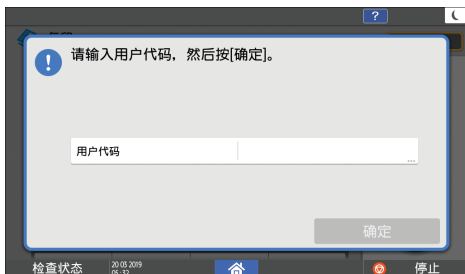 ?
请输入用户代码，然后按[确定]。
用户代码
...
确定
检查状态
20 03 2019
05:32
停止